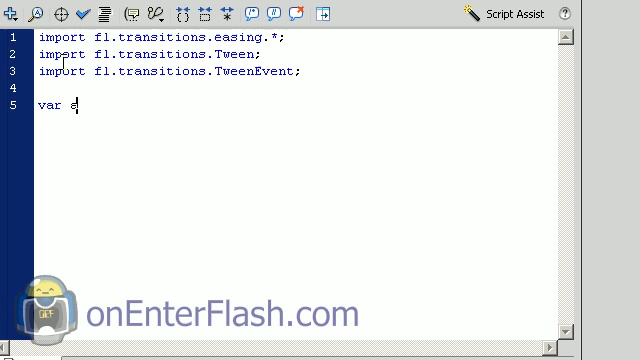 Script Assist
1 import fl.transitions.easing.*;
2 import fl.transitions.Tween;
3 import fl.transitions.TweenEvent;
4
5 var a
OEF
onEnterFlash.com